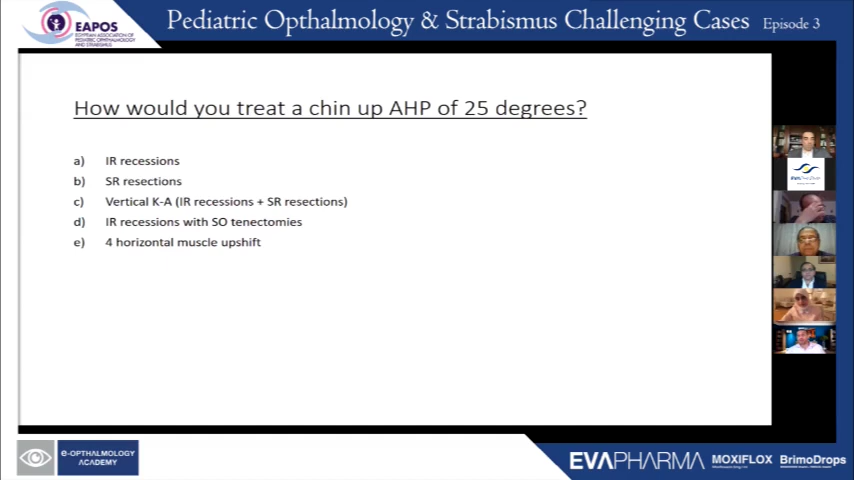 EAPOS
EGYPTIAN ASSOCIATION OF
PEDIATRIC OPHTHALMOLOGY
AND STRABISMUS
Pediatric Opthalmology & Strabismus Challenging Cases Episode 3
How would you treat a chin up AHP of 25 degrees?
a) IR recessions
b) SR resections
c) Vertical K-A (IR recessions + SR resections)
d) IR recessions with SO tenectomies
e) 4 horizontal muscle upshift
e-OPTHALMOLOGY
ACADEMY
EVAPHARMA MOXIFLOX BrimoDrops